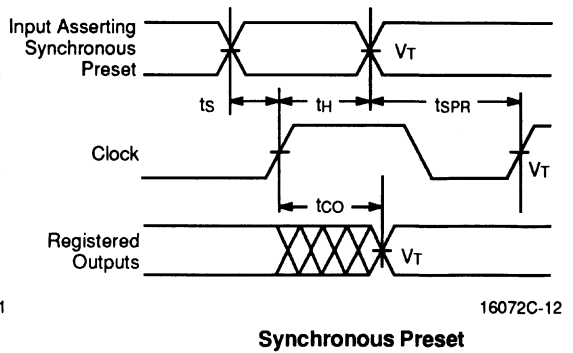 Input Asserting
Synchronous
Preset
VT
tS
tH
tSPR
Clock
VT
tCO
Registered
Outputs
VT
1
16072C-12
Synchronous Preset